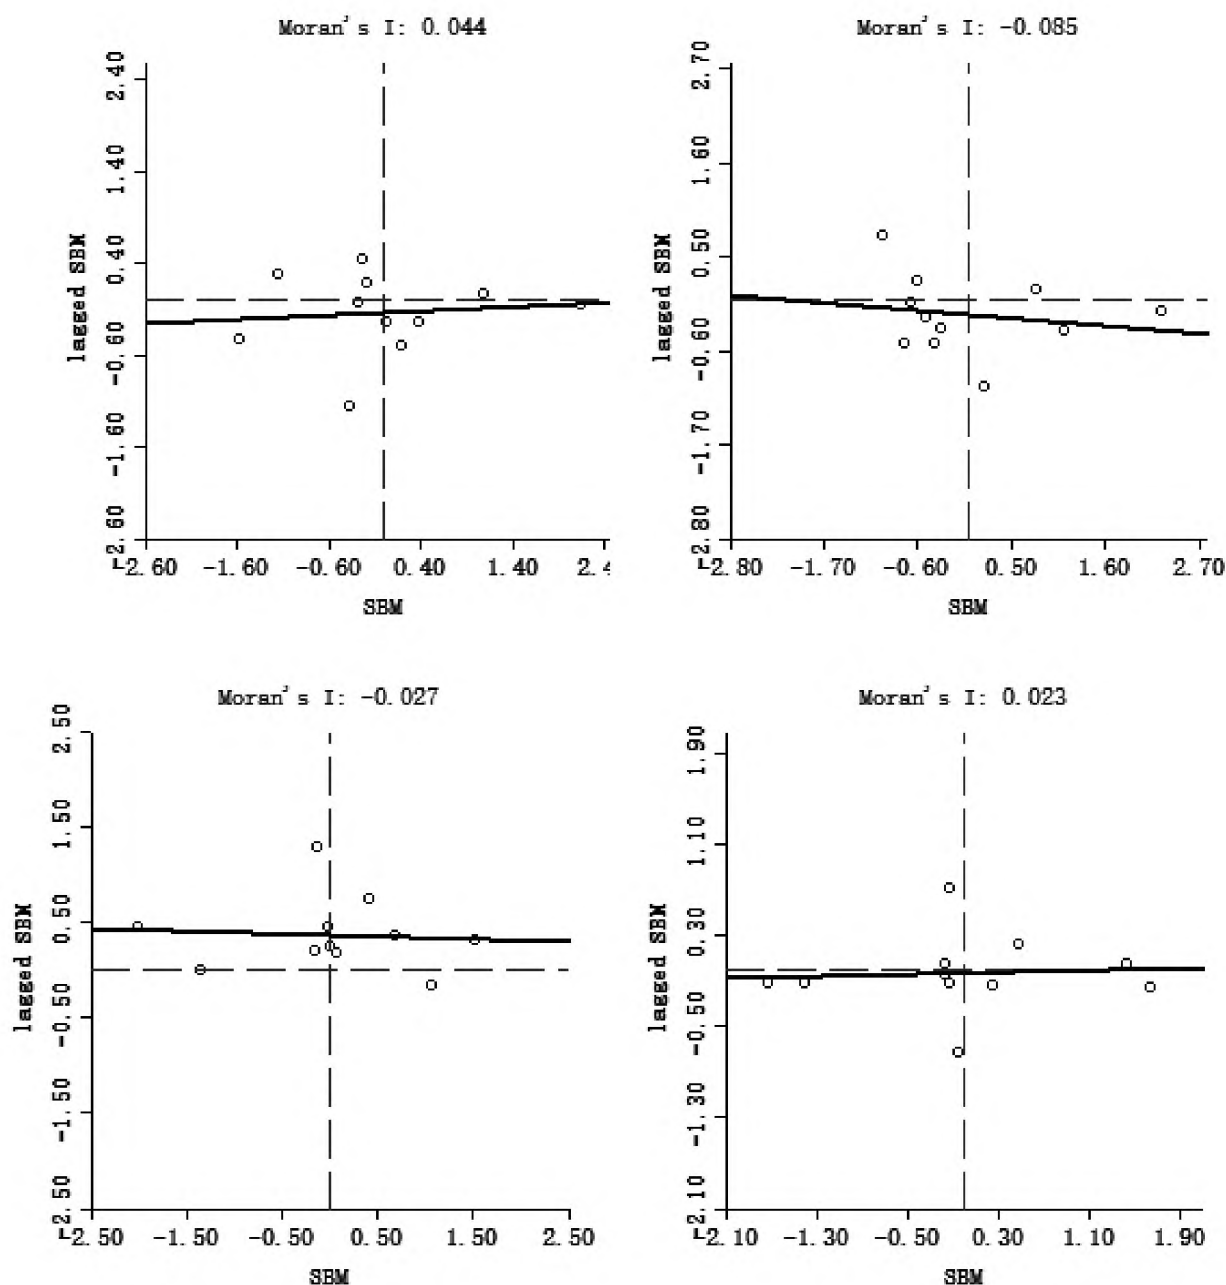 Moran's I: 0.044
2.40
1.40
0.40
-0.60
-1.60
-2.60
lagged SBM
-2.60 -1.60 -0.60 0.40 1.40 2.4
SBM
Moran's I: -0.085
2.70
1.60
0.50
-0.60
-1.70
-2.80
lagged SBM
-2.80 -1.70 -0.60 0.50 1.60 2.70
SBM
Moran's I: -0.027
2.50
1.50
0.50
-0.50
-1.50
-2.50
lagged SBM
-2.50 -1.50 -0.50 0.50 1.50 2.50
SBM
Moran's I: 0.023
1.90
1.10
0.30
-0.50
-1.30
-2.10
lagged SBM
-2.10 -1.30 -0.50 0.30 1.10 1.90
SBM